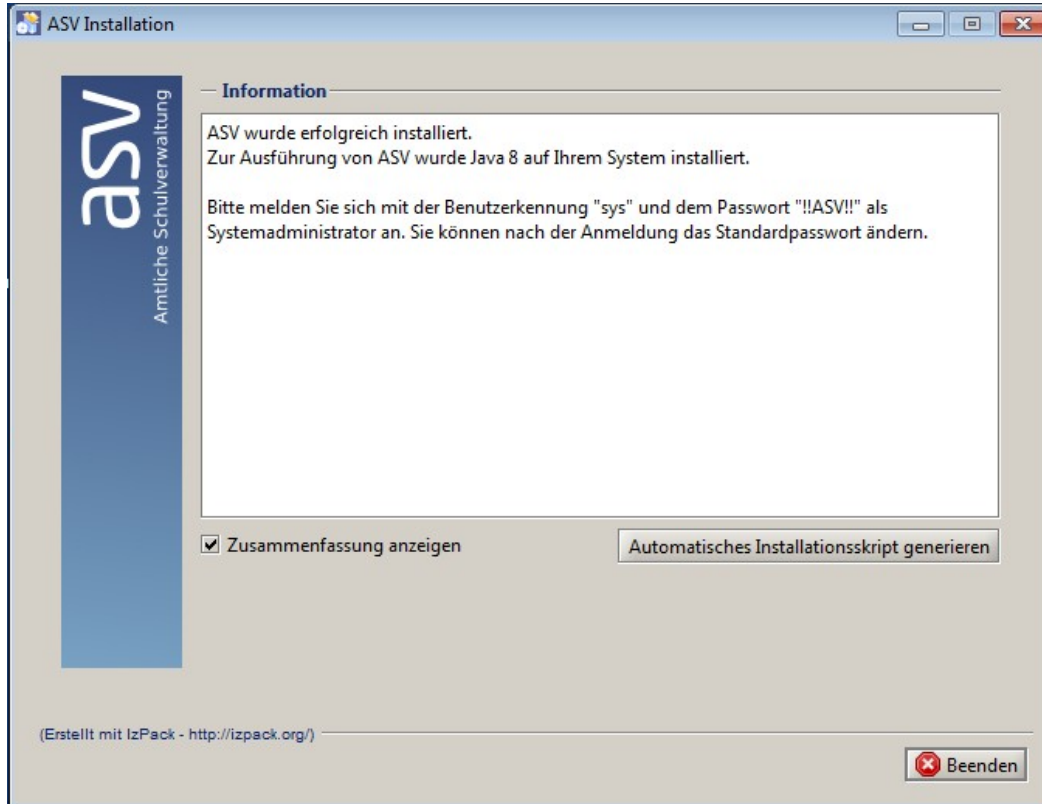 ASV Installation
asv
Amtliche Schulverwaltung
Information
ASV wurde erfolgreich installiert.
Zur Ausführung von ASV wurde Java 8 auf Ihrem System installiert.
Bitte melden Sie sich mit der Benutzerkennung "sys" und dem Passwort "!!ASV!!" als
Systemadministrator an. Sie können nach der Anmeldung das Standardpasswort ändern.
Zusammenfassung anzeigen
Automatisches Installationsskript generieren
(Erstellt mit IzPack - http://izpack.org/)
Beenden